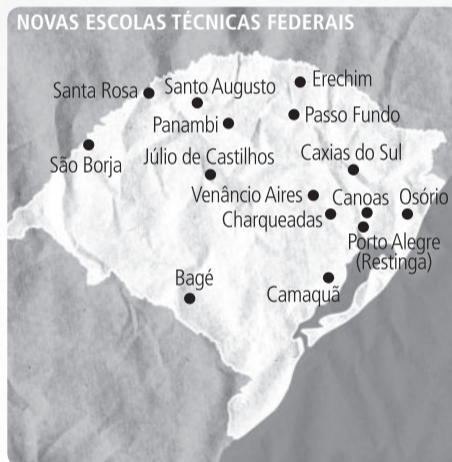 NOVAS ESCOLAS TÉCNICAS FEDERAIS
Erechim
Santa Rosa
Santo Augusto
Passo Fundo
Panambi
São Borja
Júlio de Castilhos
Caxias do Sul
Venâncio Aires
Canoas
Osório
Charqueadas
Porto Alegre
(Restinga)
Bagé
Camaquã